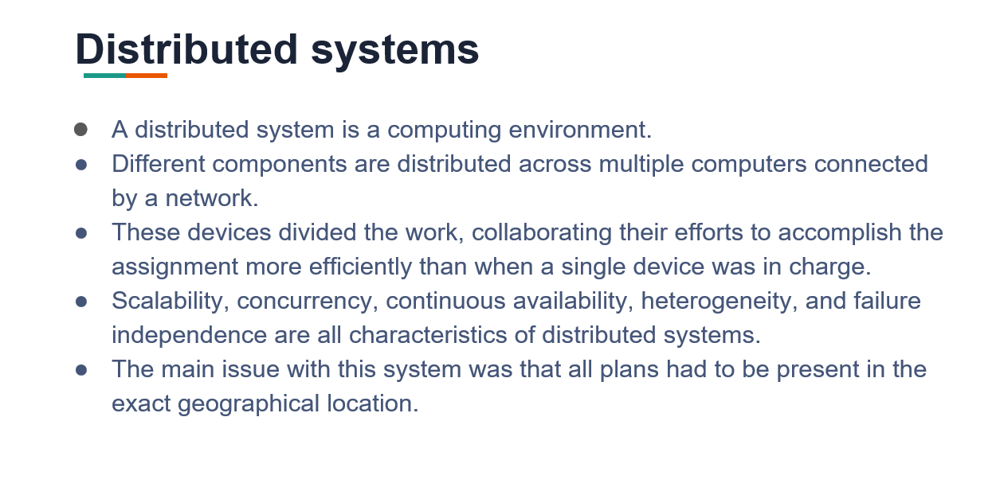 Distributed systems
● A distributed system is a computing environment.
● Different components are distributed across multiple computers connected
by a network.
● These devices divided the work, collaborating their efforts to accomplish the
assignment more efficiently than when a single device was in charge.
● Scalability, concurrency, continuous availability, heterogeneity, and failure
independence are all characteristics of distributed systems.
● The main issue with this system was that all plans had to be present in the
exact geographical location.